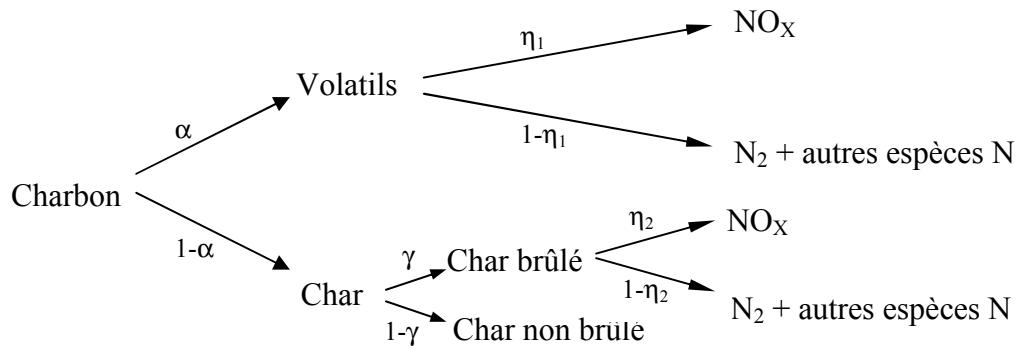 NOX
η1
Volatils
α
1-η1
N2 + autres espèces N
Charbon
η2
NOX
1-α
γ
Char brûlé
Char
1-η2
N2 + autres espèces N
1-γ
Char non brûlé